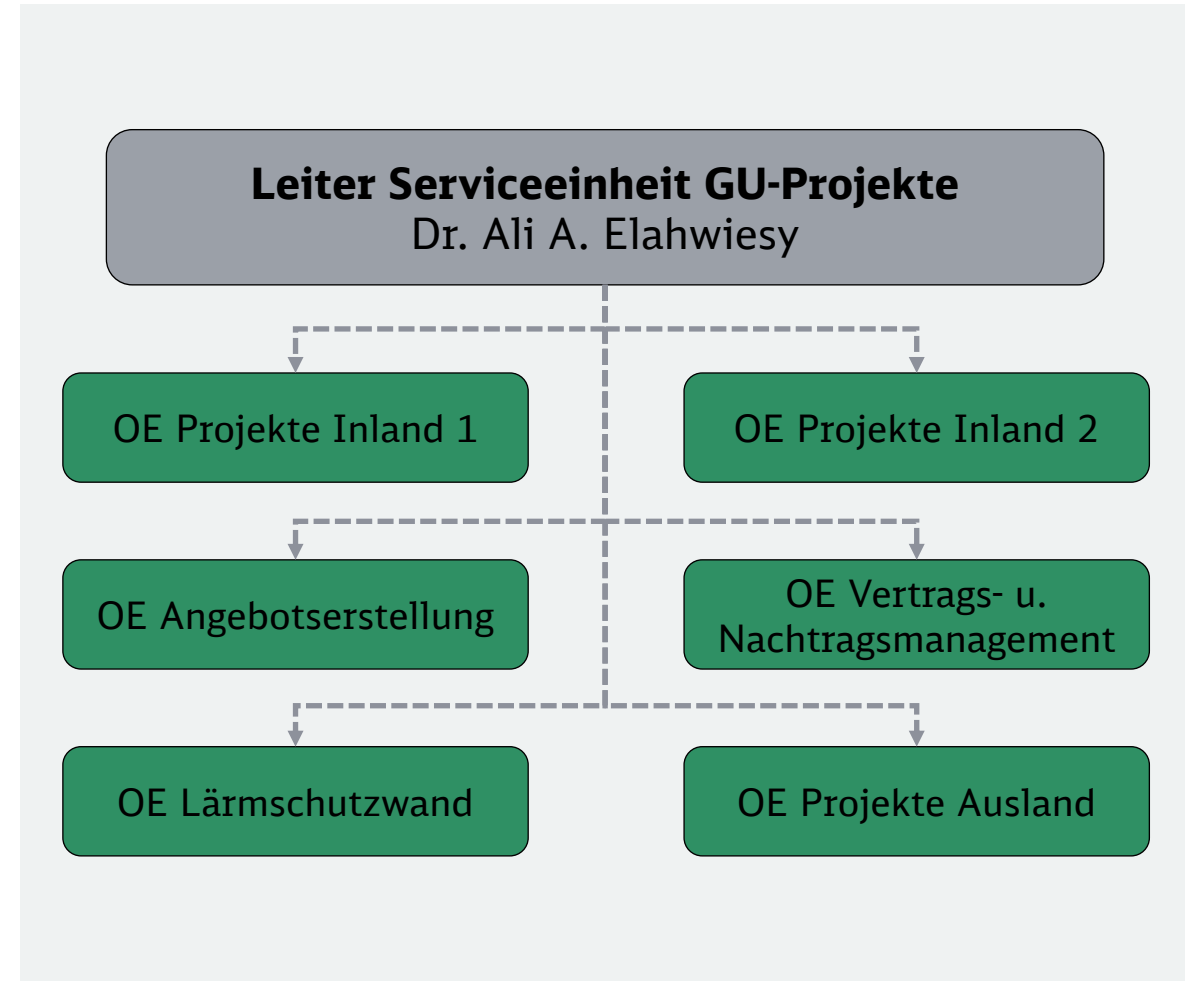 Leiter Serviceeinheit GU-Projekte
Dr. Ali A. Elahwiesy
OE Projekte Inland 1
OE Projekte Inland 2
OE Angebotserstellung
OE Vertrags- u.
Nachtragsmanagement
OE Lärmschutzwand
OE Projekte Ausland